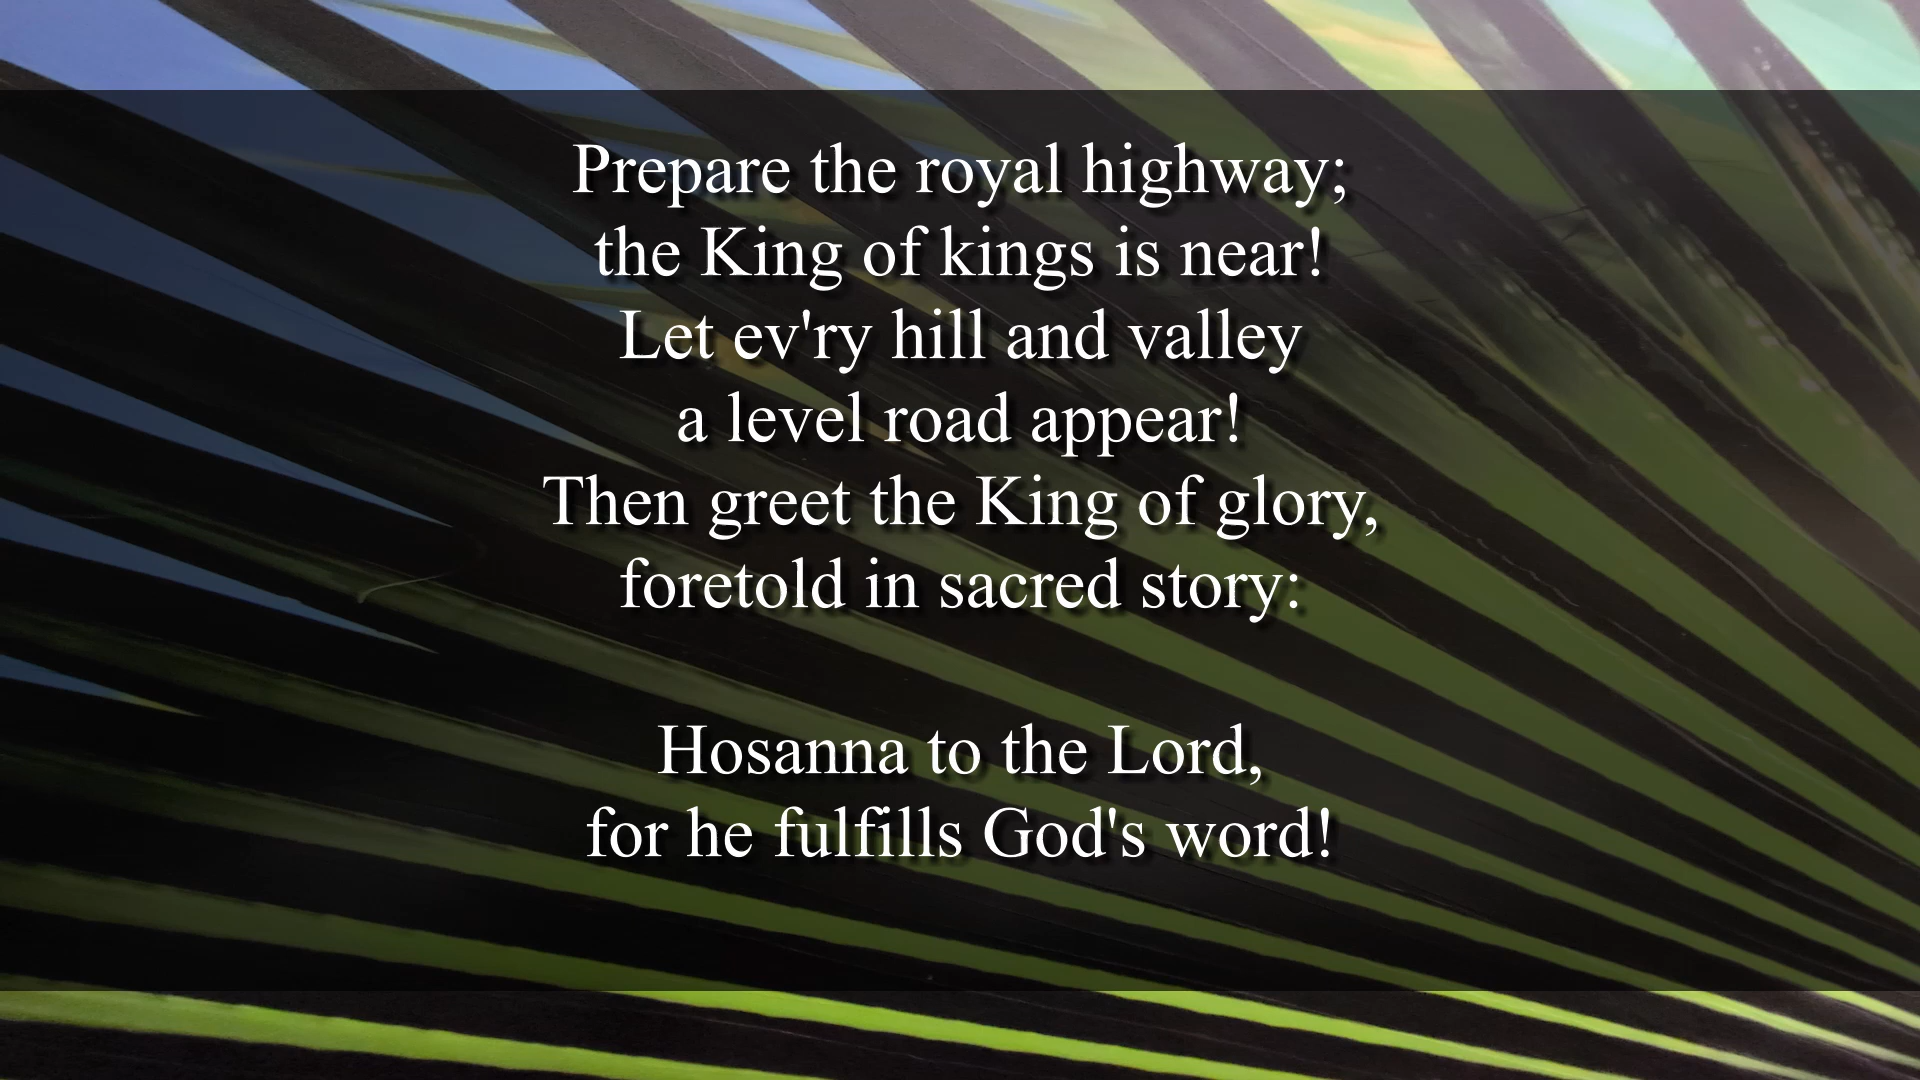 Prepare the royal highway;
the King of kings is near!
Let ev'ry hill and valley
a level road appear!
Then greet the King of glory,
foretold in sacred story:
Hosanna to the Lord,
for he fulfills God's word!